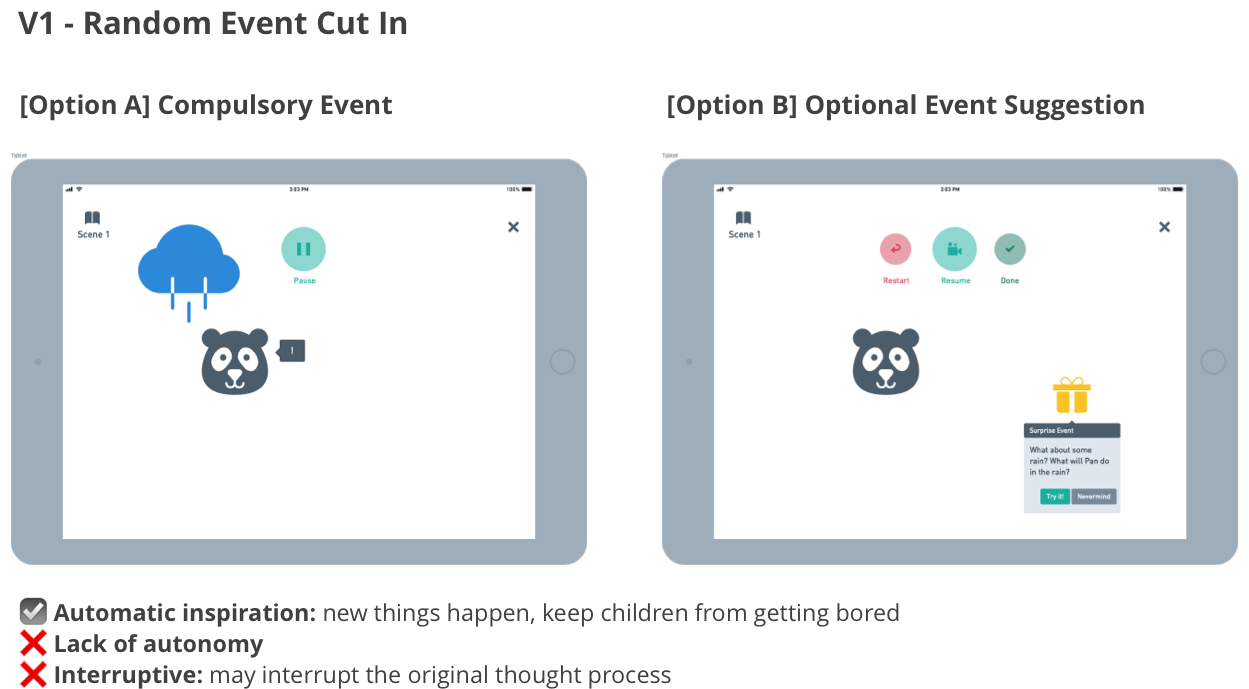 V1 - Random Event Cut In
[Option A] Compulsory Event
[Option B] Optional Event Suggestion
Tablet
3:03 PM
100%
Scene 1
Pause
!
Tablet
3:03 PM
100%
Scene 1
Restart
Resume
Done
Surprise Event
What about some
rain? What will Pan do
in the rain?
Try it!
Nevermind
Automatic inspiration: new things happen, keep children from getting bored
Lack of autonomy
Interruptive: may interrupt the original thought process